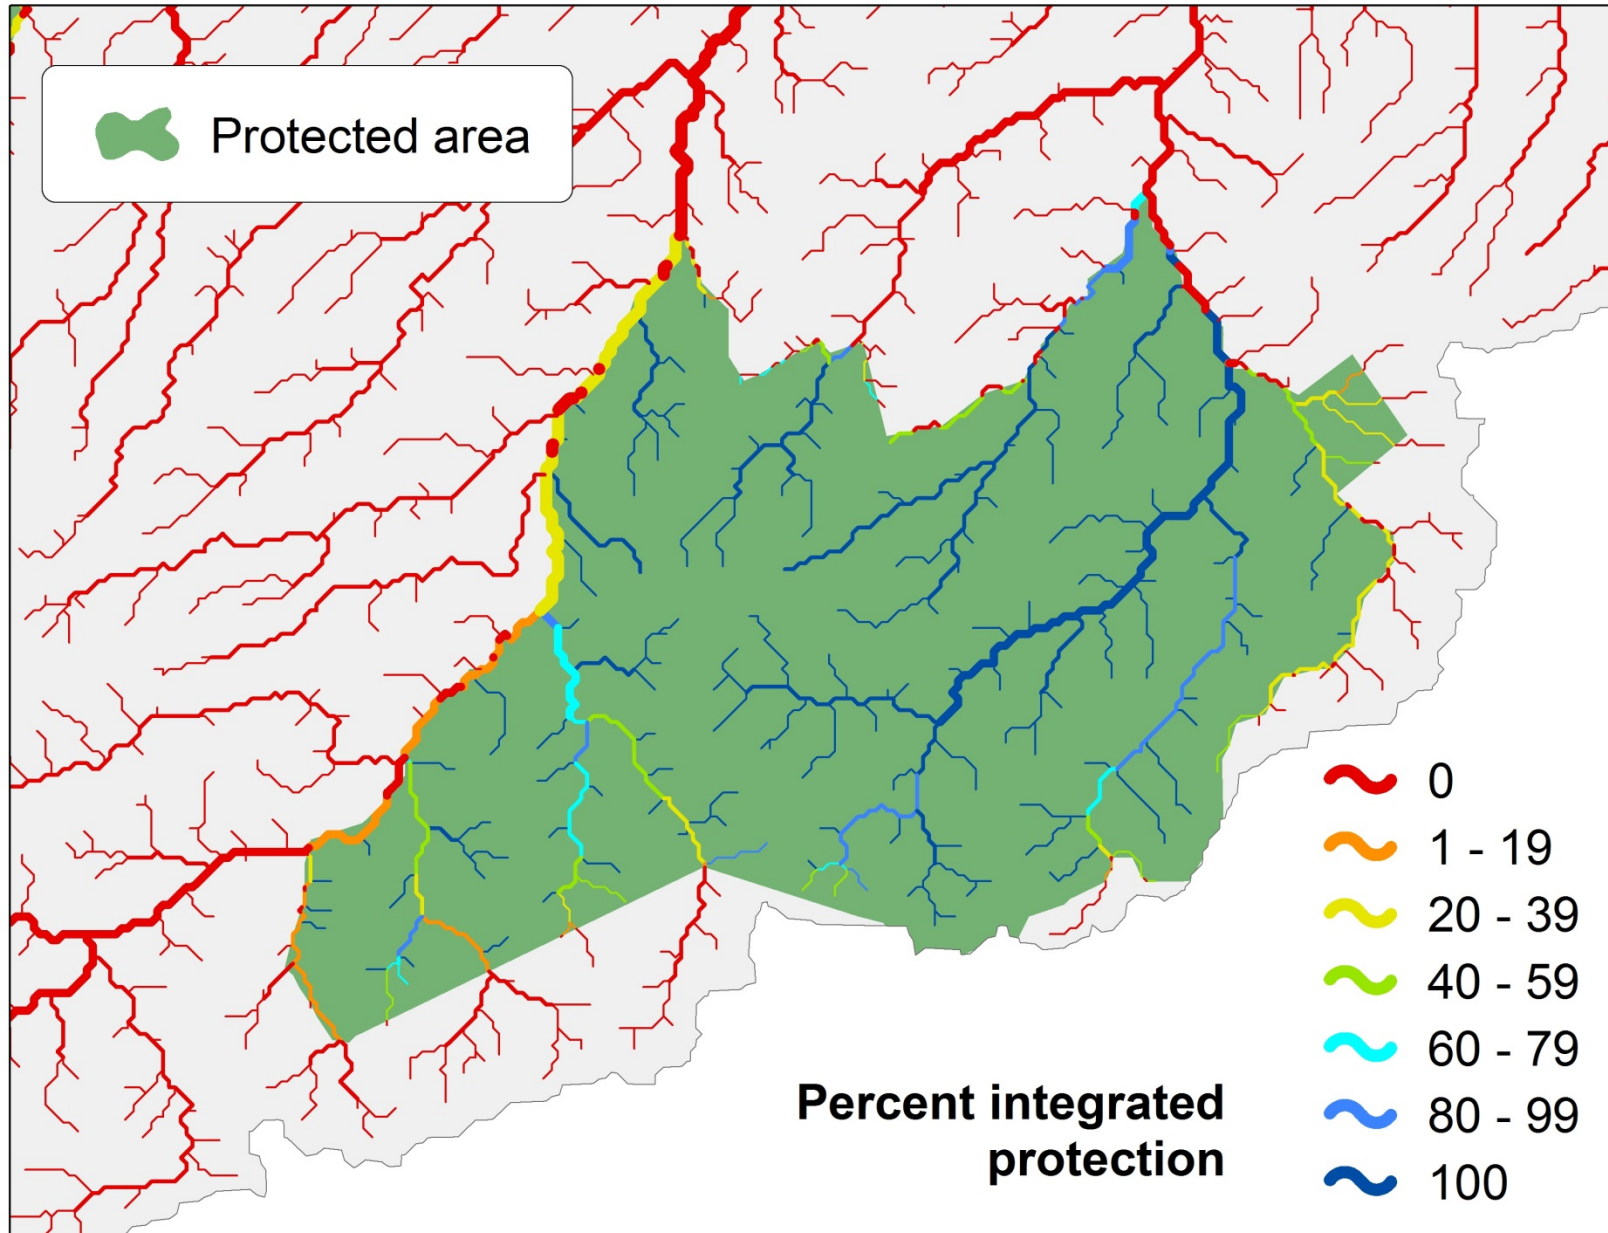 Protected area
Percent integrated
protection
0
1 - 19
20 - 39
40 - 59
60 - 79
80 - 99
100